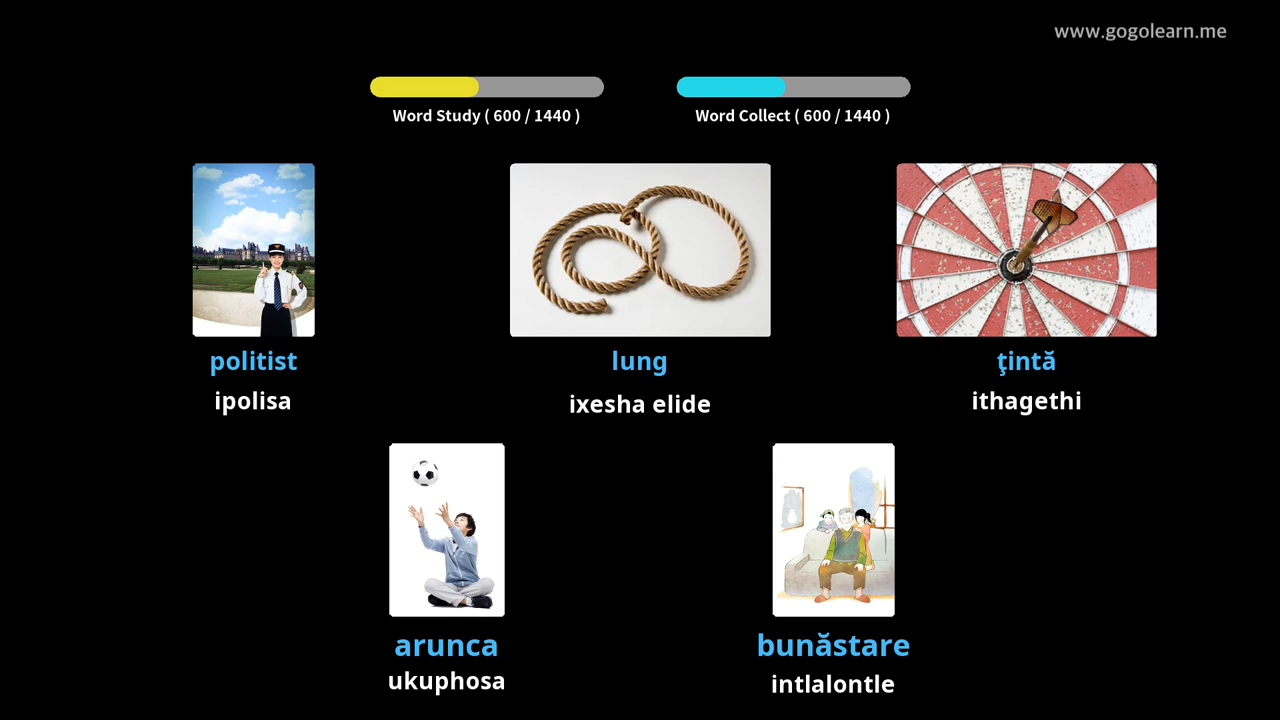 www.gogolearn.me
Word Study ( 600 / 1440 )
Word Collect ( 600 / 1440 )
politist
ipolisa
lung
ixesha elide
ţintă
ithagethi
arunca
ukuphosa
bunăstare
intlalontle